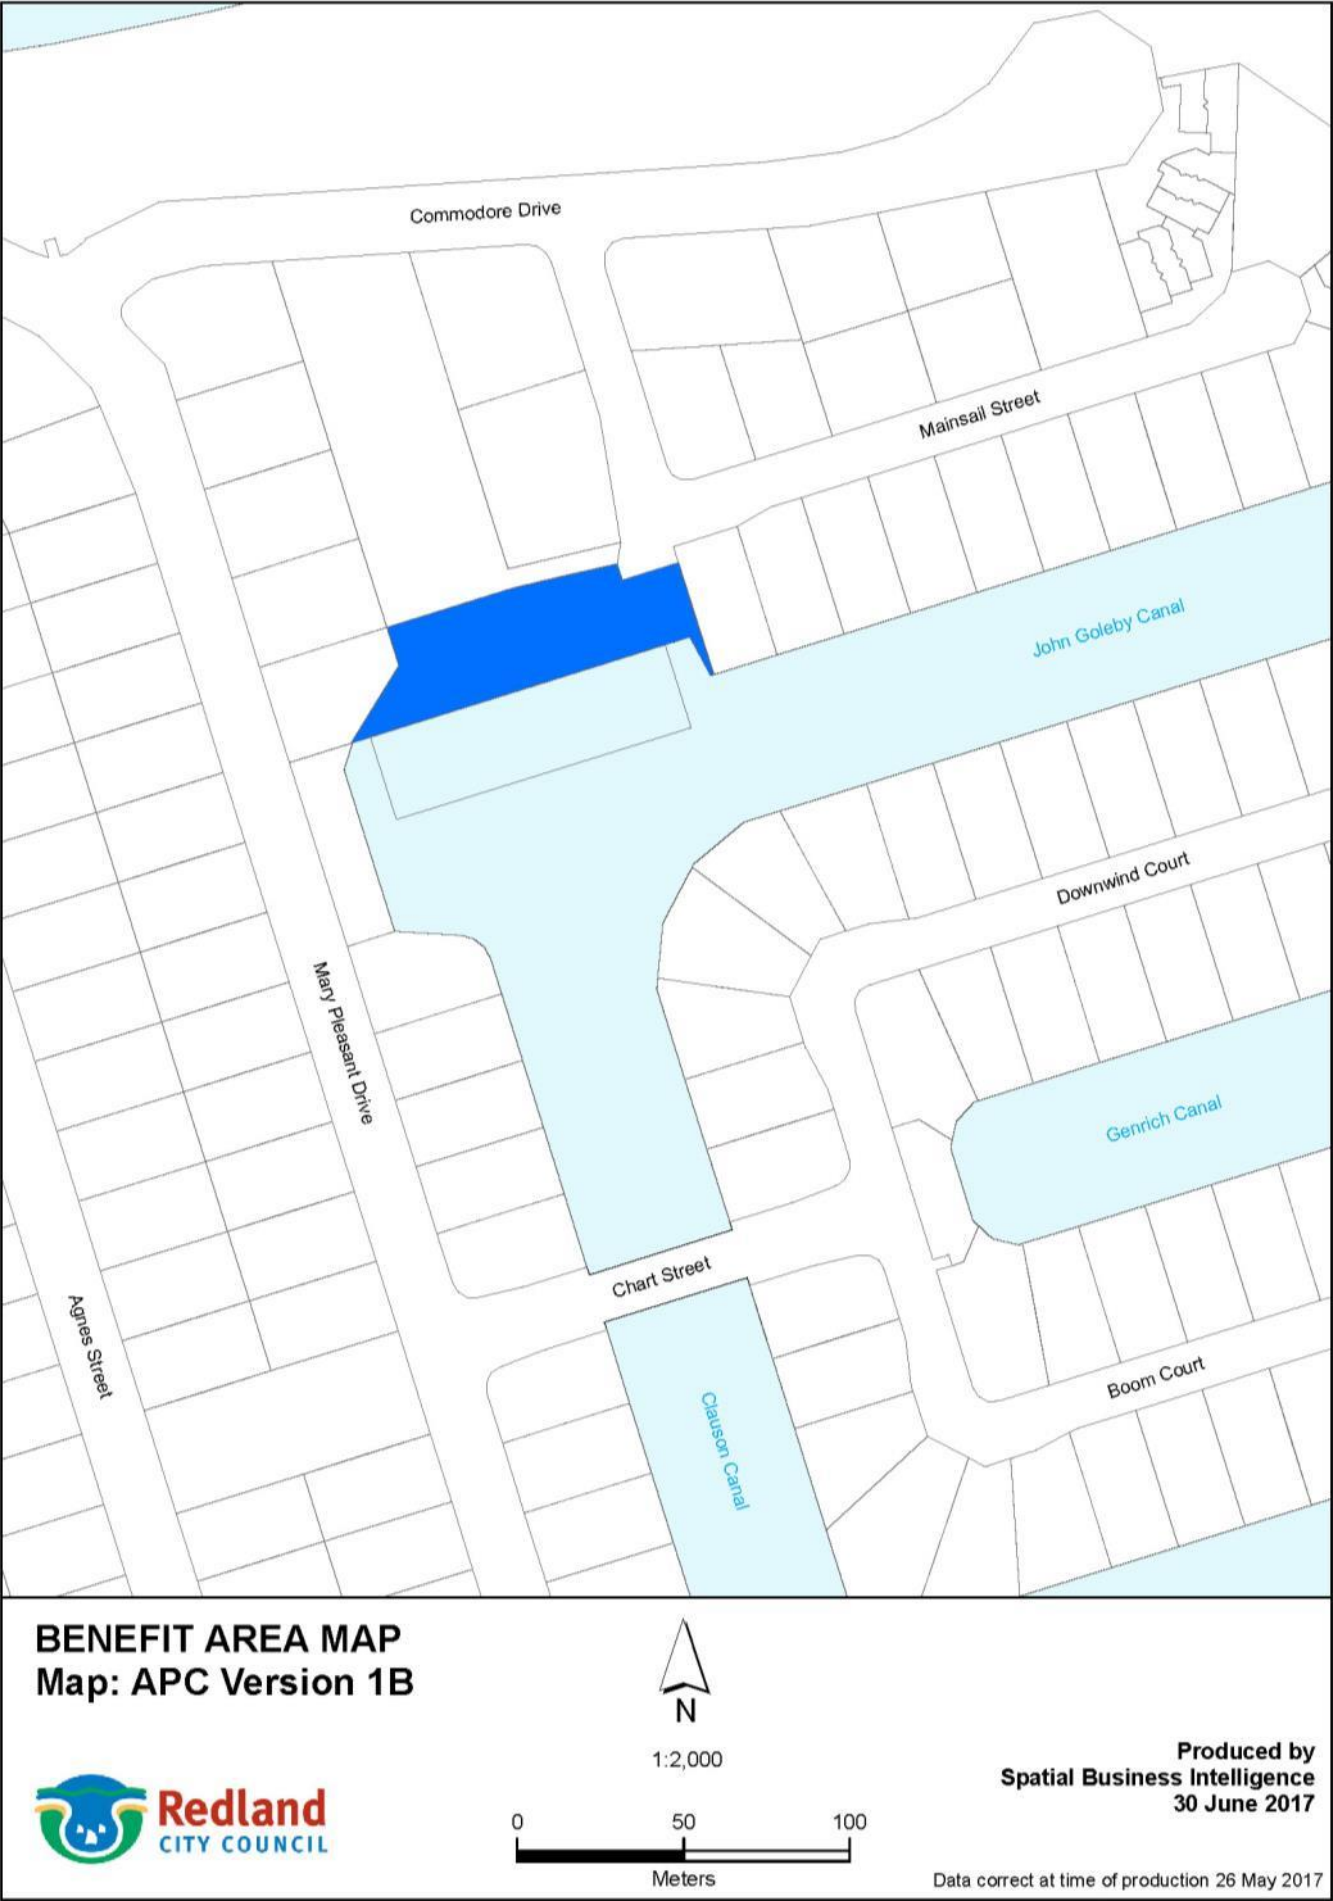 Commodore Drive
Mainsail Street
John Goleby Canal
Downwind Court
Mary Pleasant Drive
Genrich Canal
Chart Street
Agnes Street
Boom Court
Clauson Canal
BENEFIT AREA MAP
Map: APC Version 1B
N
1:2,000
Redland
CITY COUNCIL
0 50 100
Meters
Produced by
Spatial Business Intelligence
30 June 2017
Data correct at time of production 26 May 2017